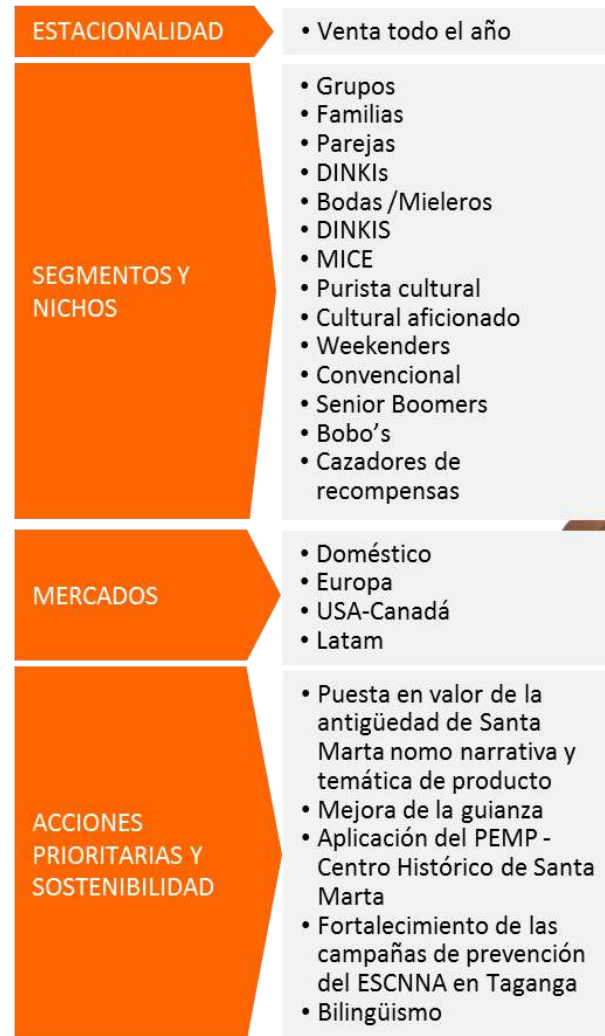 ESTACIONALIDAD
• Venta todo el año
SEGMENTOS Y
NICHOS
• Grupos
• Familias
• Parejas
• DINKIs
• Bodas /Mieleros
• DINKIS
• MICE
• Purista cultural
• Cultural aficionado
• Weekenders
• Convencional
• Senior Boomers
• Bobo’s
• Cazadores de
recompensas
MERCADOS
• Doméstico
• Europa
• USA-Canadá
• Latam
ACCIONES
PRIORITARIAS Y
SOSTENIBILIDAD
• Puesta en valor de la
antigüedad de Santa
Marta nomo narrativa y
temática de producto
• Mejora de la guianza
• Aplicación del PEMP -
Centro Histórico de Santa
Marta
• Fortalecimiento de las
campañas de prevención
del ESCNNA en Taganga
• Bilingüismo